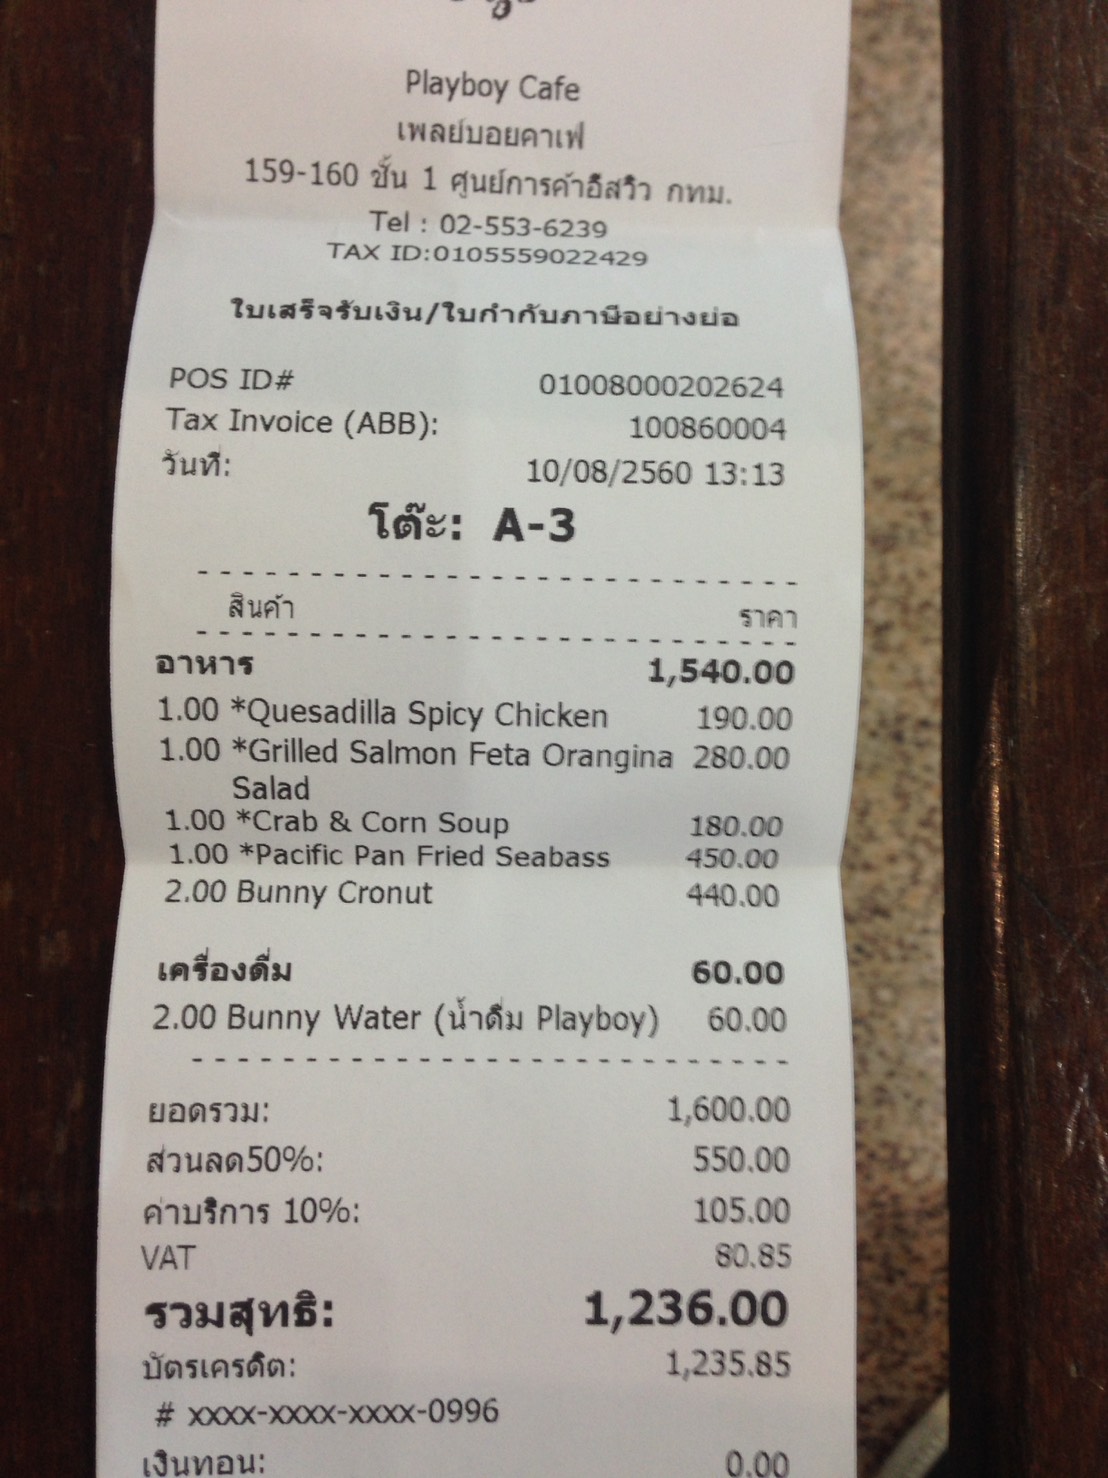 Playboy Cafe
เพลย์บอยคาเฟ่
159-160 ชั้น 1 ศูนย์การค้าอีสวิว กทม.
Tel : 02-553-6239
TAX ID:0105559022429
ใบเสร็จรับเงิน/ใบกำกับภาษีอย่างย่อ
POS ID# 01008000202624
Tax Invoice (ABB): 100860004
วันที่: 10/08/2560 13:13
โต๊ะ: A-3
สินค้า ราคา
อาหาร 1,540.00
1.00 *Quesadilla Spicy Chicken 190.00
1.00 *Grilled Salmon Feta Orangina 280.00
Salad
1.00 *Crab & Corn Soup 180.00
1.00 *Pacific Pan Fried Seabass 450.00
2.00 Bunny Cronut 440.00
เครื่องดื่ม 60.00
2.00 Bunny Water (น้ำดื่ม Playboy) 60.00
ยอดรวม: 1,600.00
ส่วนลด50%: 550.00
ค่าบริการ 10%: 105.00
VAT 80.85
รวมสุทธิ: 1,236.00
บัตรเครดิต: 1,235.85
# xxxx-xxxx-xxxx-0996
เงินทอน: 0.00